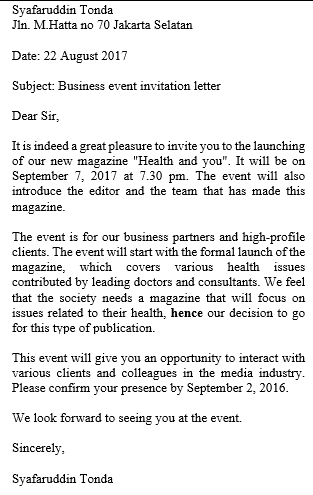 Syafaruddin Tonda
Jln. M.Hatta no 70 Jakarta Selatan
Date: 22 August 2017
Subject: Business event invitation letter
Dear Sir,
It is indeed a great pleasure to invite you to the launching
of our new magazine "Health and you". It will be on
September 7, 2017 at 7.30 pm. The event will also
introduce the editor and the team that has made this
magazine.
The event is for our business partners and high-profile
clients. The event will start with the formal launch of the
magazine, which covers various health issues
contributed by leading doctors and consultants. We feel
that the society needs a magazine that will focus on
issues related to their health, hence our decision to go
for this type of publication.
This event will give you an opportunity to interact with
various clients and colleagues in the media industry.
Please confirm your presence by September 2, 2016.
We look forward to seeing you at the event.
Sincerely,
Syafaruddin Tonda